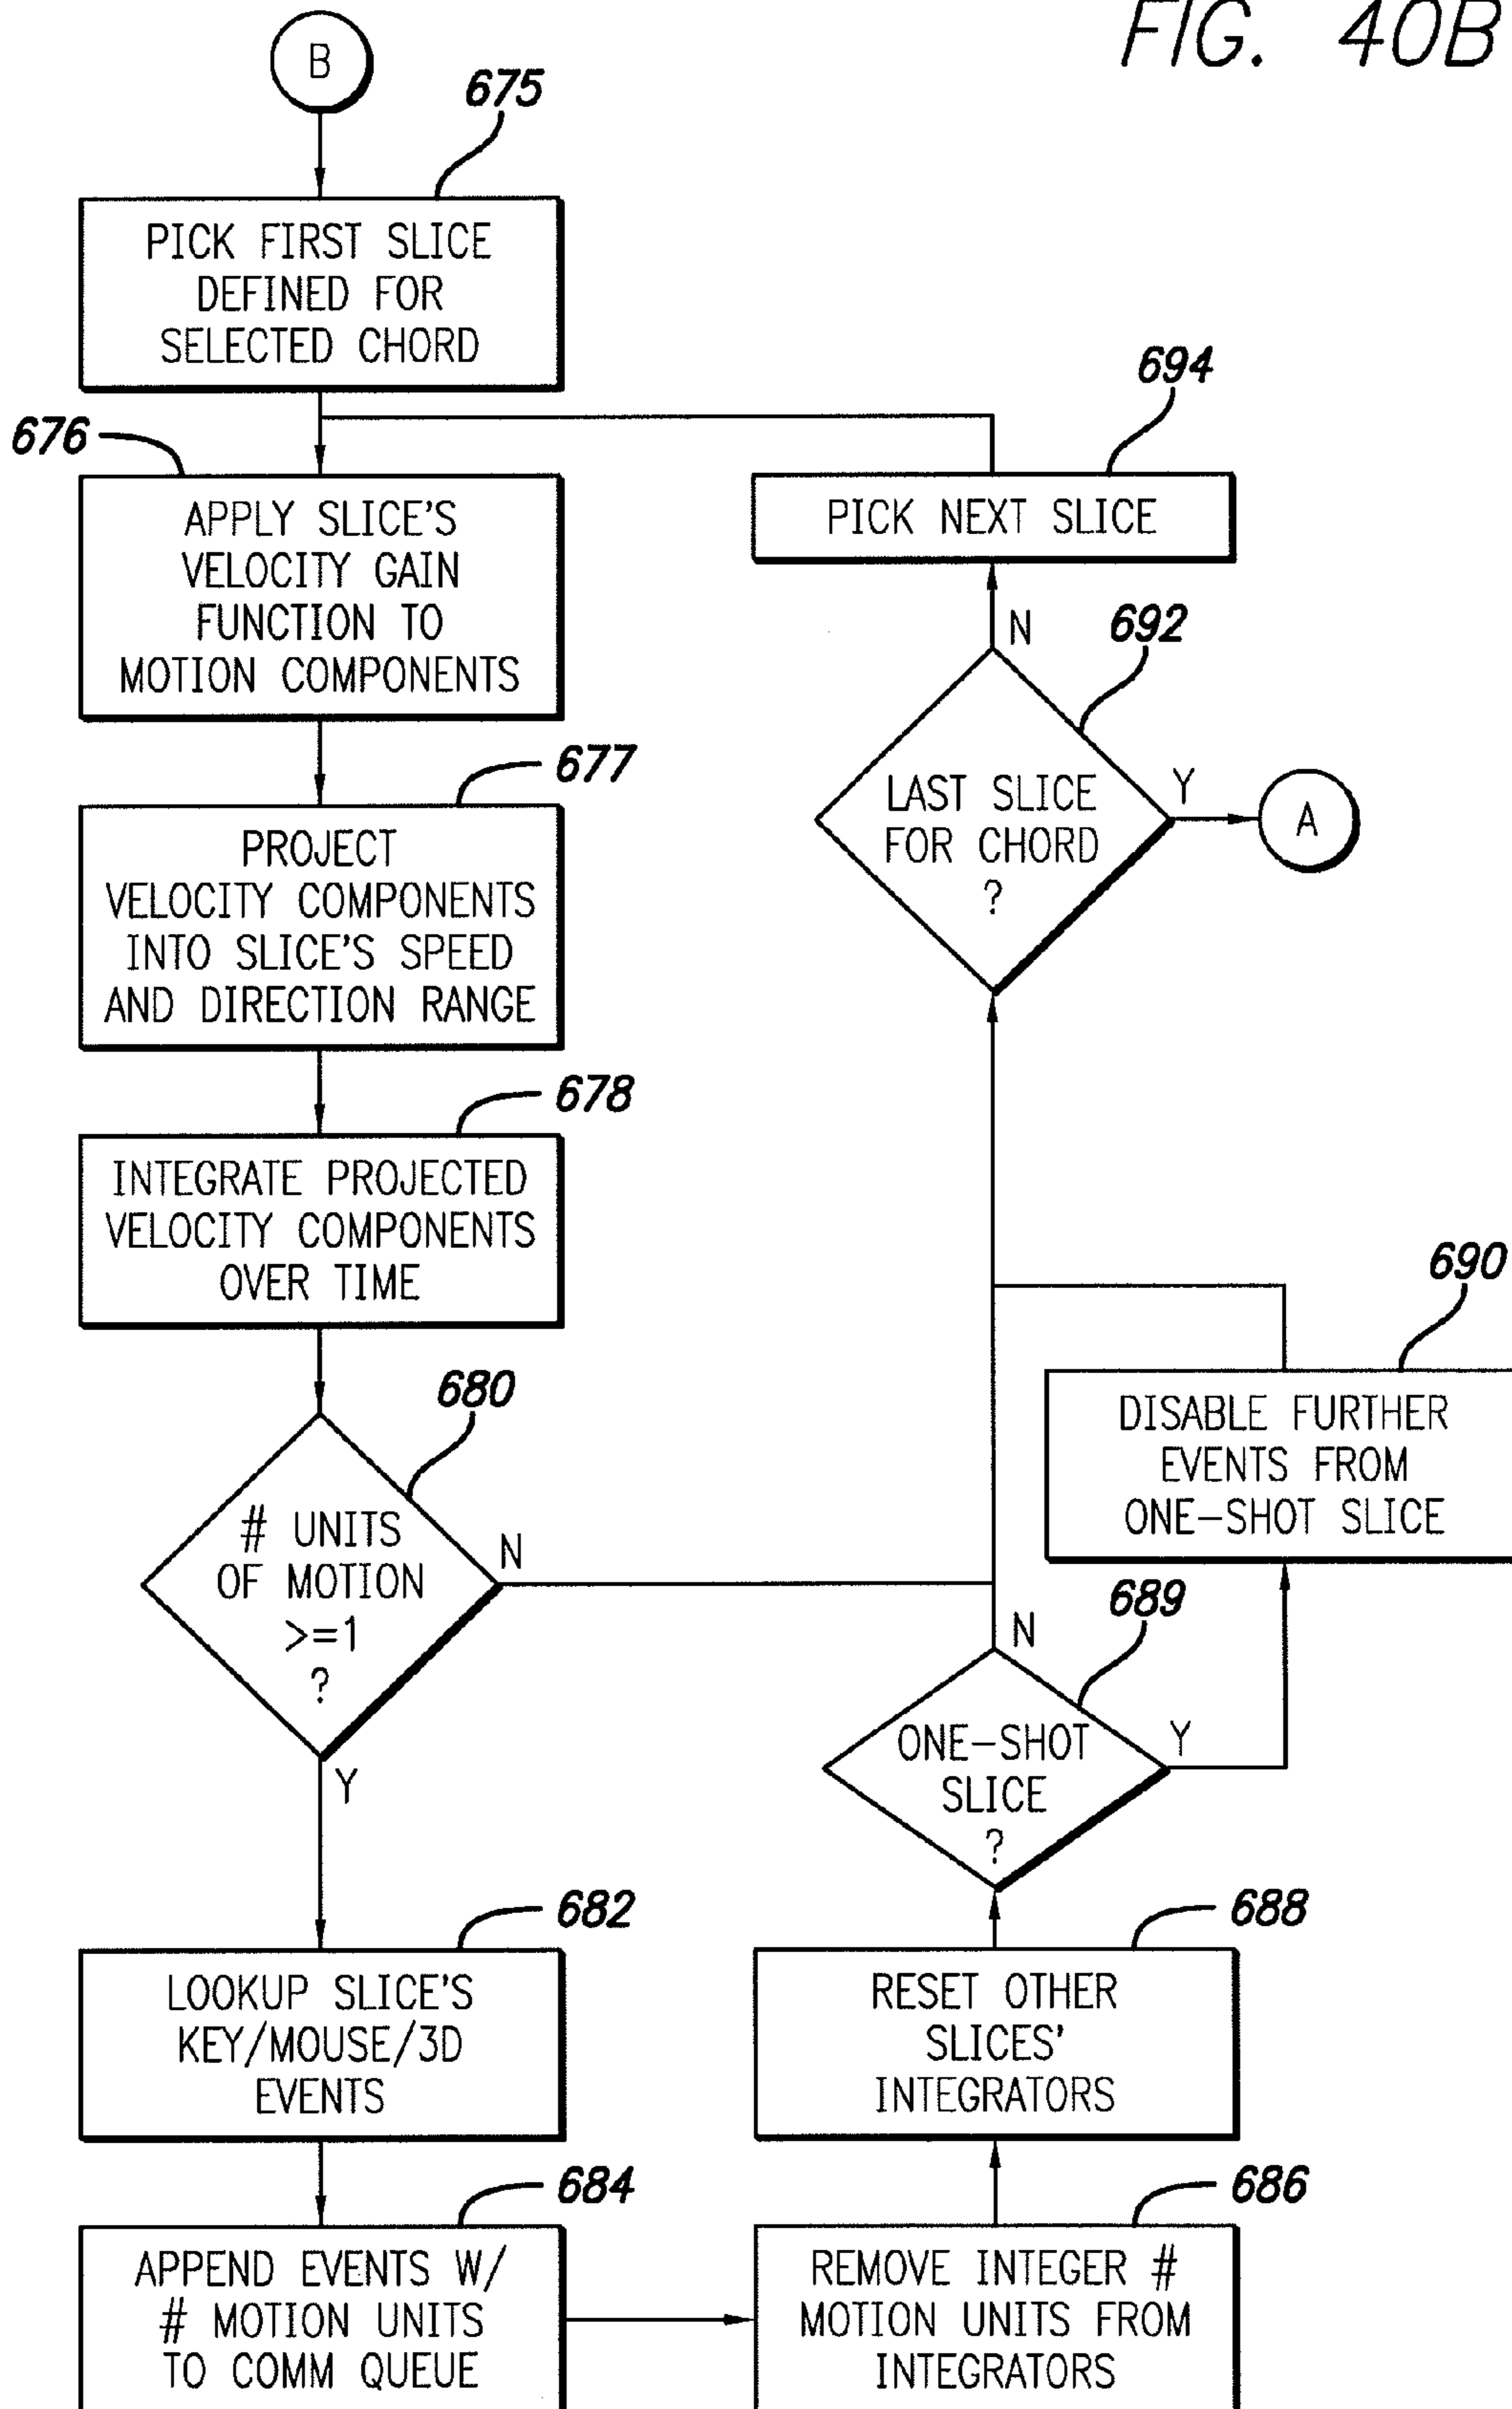 FIG. 40B
B
675
PICK FIRST SLICE
DEFINED FOR
SELECTED CHORD
676
APPLY SLICE'S
VELOCITY GAIN
FUNCTION TO
MOTION COMPONENTS
677
PROJECT
VELOCITY COMPONENTS
INTO SLICE'S SPEED
AND DIRECTION RANGE
678
INTEGRATE PROJECTED
VELOCITY COMPONENTS
OVER TIME
680
# UNITS
OF MOTION
>=1
?
N
Y
682
LOOKUP SLICE'S
KEY/MOUSE/3D
EVENTS
684
APPEND EVENTS W/
# MOTION UNITS
TO COMM QUEUE
686
REMOVE INTEGER #
MOTION UNITS FROM
INTEGRATORS
688
RESET OTHER
SLICES'
INTEGRATORS
689
ONE-SHOT
SLICE
?
N
Y
690
DISABLE FURTHER
EVENTS FROM
ONE-SHOT SLICE
692
LAST SLICE
FOR CHORD
?
Y
A
N
694
PICK NEXT SLICE